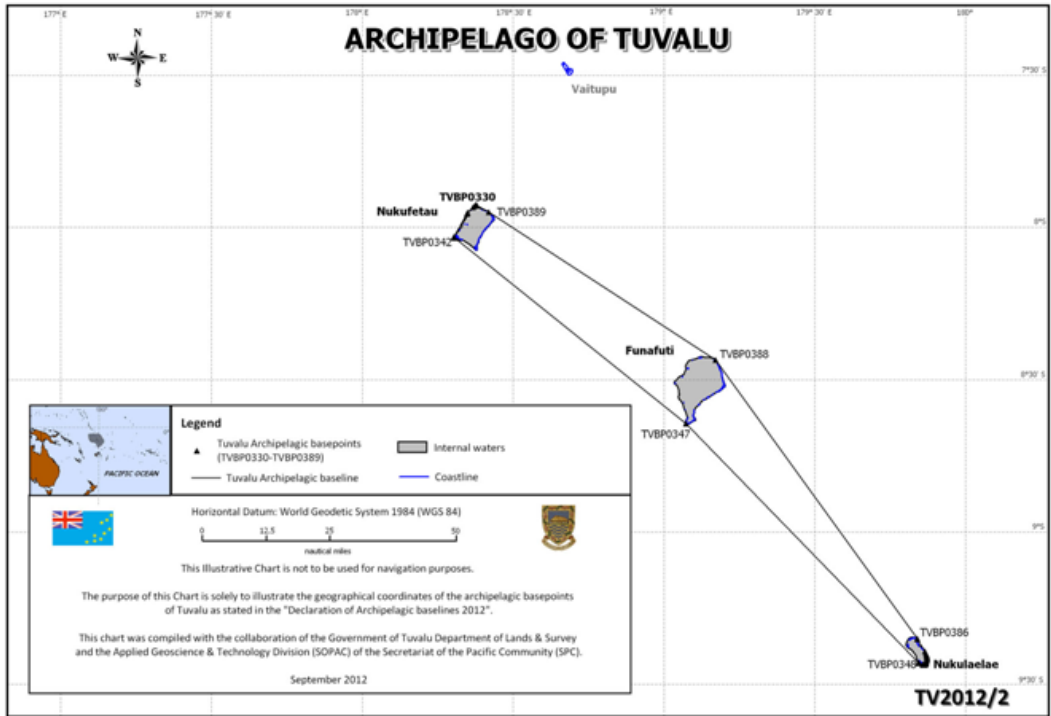 177° E
177°30' E
178° E
178°30' E
179° E
179°30' E
180°
N
W E
S
ARCHIPELAGO OF TUVALU
7°30' S
Vaitupu
TVBP0330
Nukufetau
TVBP0389
8°S
TVBP0342
Funafuti
TVBP0388
8°30' S
TVBP0347
Legend
Tuvalu Archipelagic basepoints
(TVBP0330-TVBP0389)
Internal waters
Tuvalu Archipelagic baseline
Coastline
PACIFIC OCEAN
Horizontal Datum: World Geodetic System 1984 (WGS 84)
0 12.5 25 50
nautical miles
9°S
This Illustrative Chart is not to be used for navigation purposes.
The purpose of this Chart is solely to illustrate the geographical coordinates of the archipelagic basepoints
of Tuvalu as stated in the "Declaration of Archipelagic baselines 2012".
This chart was compiled with the collaboration of the Government of Tuvalu Department of Lands & Survey
and the Applied Geoscience & Technology Division (SOPAC) of the Secretariat of the Pacific Community (SPC).
September 2012
TVBP0386
TVBP0348
Nukulaelae
9°30' S
TV2012/2